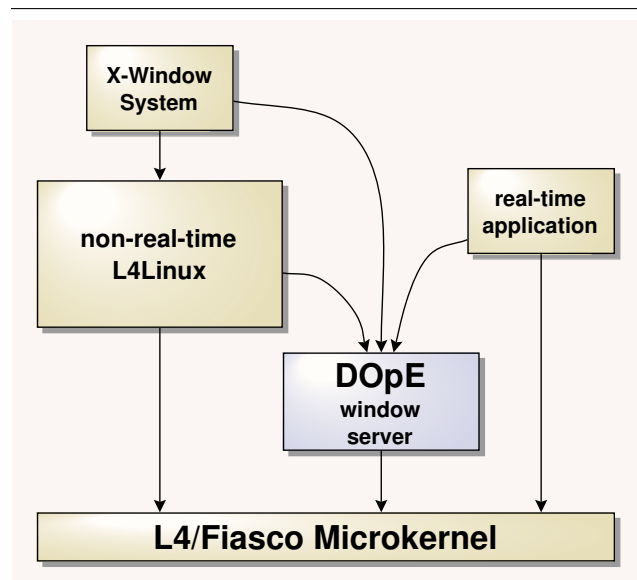 X-Window
System
non-real-time
L4Linux
real-time
application
DOpE
window
server
L4/Fiasco Microkernel